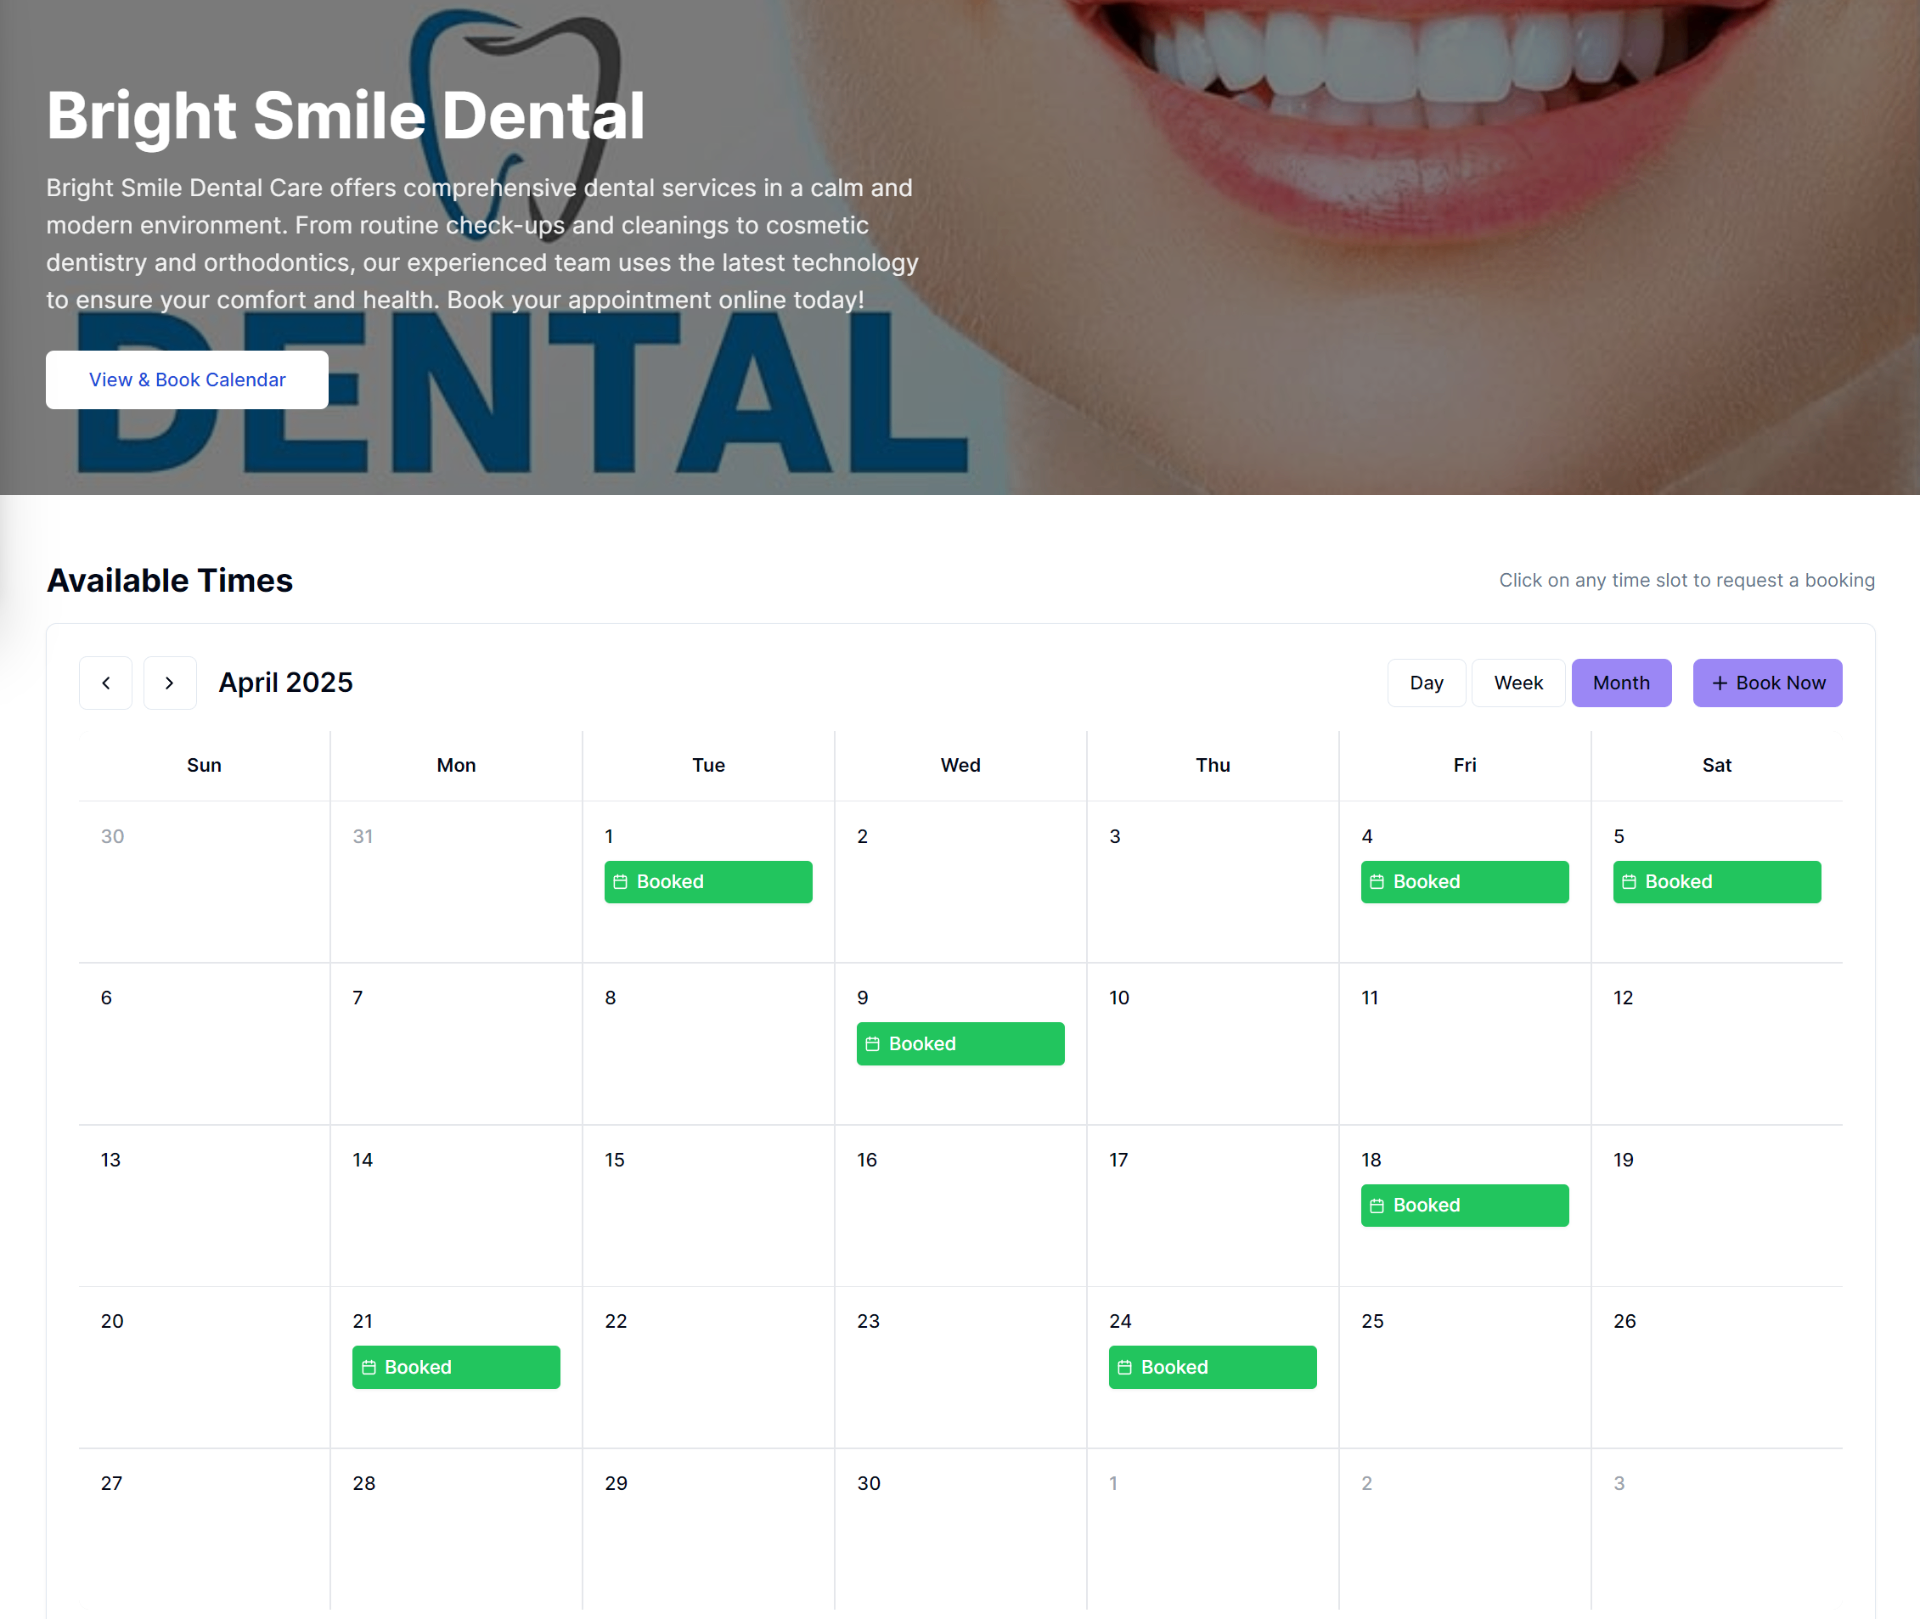 Bright Smile Dental
Bright Smile Dental Care offers comprehensive dental services in a calm and
modern environment. From routine check-ups and cleanings to cosmetic
dentistry and orthodontics, our experienced team uses the latest technology
to ensure your comfort and health. Book your appointment online today!
DENTAL
View & Book Calendar
Available Times
Click on any time slot to request a booking
April 2025
Day Week Month + Book Now
Sun Mon Tue Wed Thu Fri Sat
30 31 1 2 3 4 5
Booked Booked Booked
6 7 8 9 10 11 12
Booked
13 14 15 16 17 18 19
Booked
20 21 22 23 24 25 26
Booked Booked
27 28 29 30 1 2 3